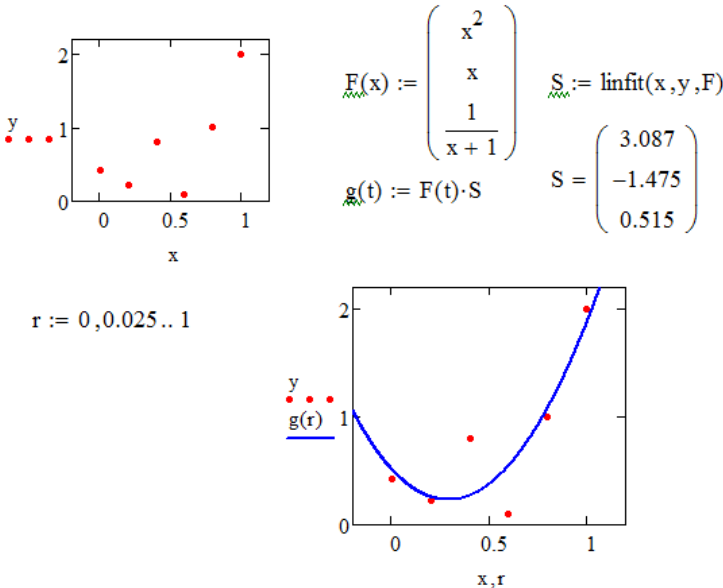 2
y
1
0
0 0.5 1
x
F(x) := ( x^2
x
1
x + 1 )
S := linfit(x,y,F)
g(t) := F(t)·S
S = ( 3.087
−1.475
0.515 )
r := 0,0.025.. 1
2
y
g(r)
1
0
0 0.5 1
x,r